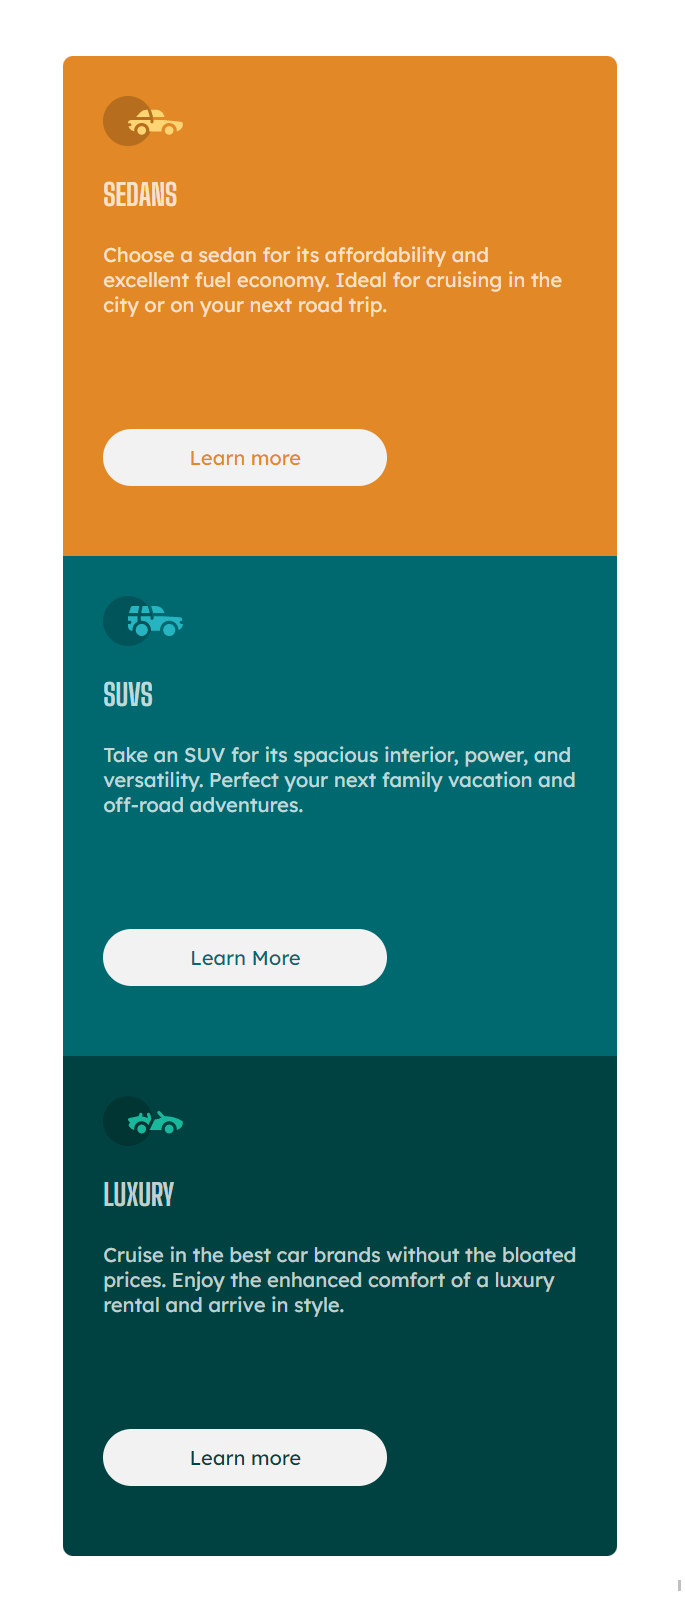 SEDANS
Choose a sedan for its affordability and
excellent fuel economy. Ideal for cruising in the
city or on your next road trip.
Learn more
SUVS
Take an SUV for its spacious interior, power, and
versatility. Perfect your next family vacation and
off-road adventures.
Learn More
LUXURY
Cruise in the best car brands without the bloated
prices. Enjoy the enhanced comfort of a luxury
rental and arrive in style.
Learn more